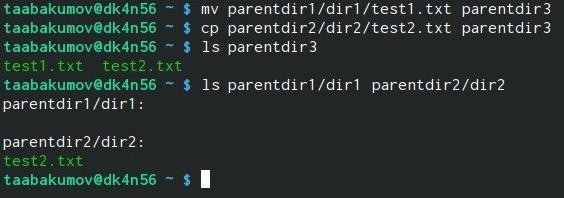 taabakumov@dk4n56 ~ $ mv parentdir1/dir1/test1.txt parentdir3
taabakumov@dk4n56 ~ $ cp parentdir2/dir2/test2.txt parentdir3
taabakumov@dk4n56 ~ $ ls parentdir3
test1.txt  test2.txt
taabakumov@dk4n56 ~ $ ls parentdir1/dir1 parentdir2/dir2
parentdir1/dir1:

parentdir2/dir2:
test2.txt
taabakumov@dk4n56 ~ $